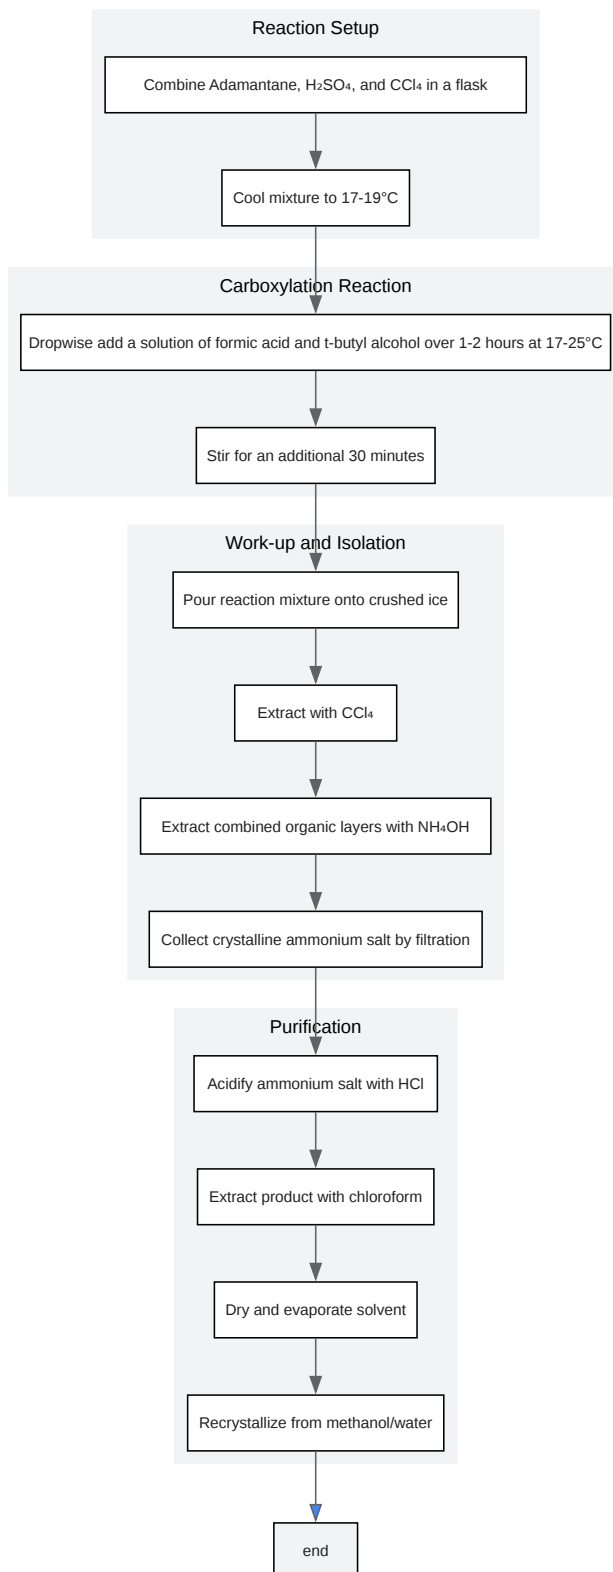 Reaction Setup
Combine Adamantane, H₂SO₄, and CCl₄ in a flask
Cool mixture to 17-19°C
Carboxylation Reaction
Dropwise add a solution of formic acid and t-butyl alcohol over 1-2 hours at 17-25°C
Stir for an additional 30 minutes
Work-up and Isolation
Pour reaction mixture onto crushed ice
Extract with CCl₄
Extract combined organic layers with NH₄OH
Collect crystalline ammonium salt by filtration
Purification
Acidify ammonium salt with HCl
Extract product with chloroform
Dry and evaporate solvent
Recrystallize from methanol/water
end